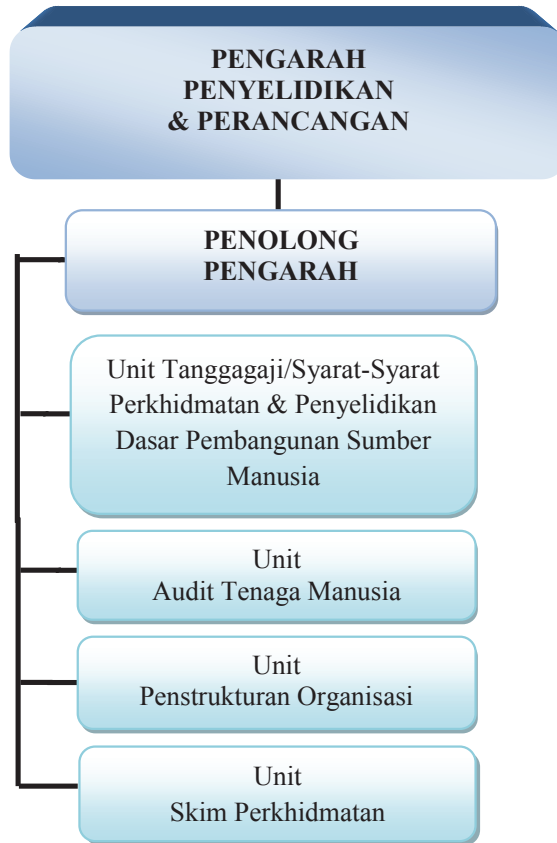 PENGARAH
PENYELIDIKAN
& PERANCANGAN
PENOLONG
PENGARAH
Unit Tanggagaji/Syarat-Syarat
Perkhidmatan & Penyelidikan
Dasar Pembangunan Sumber
Manusia
Unit
Audit Tenaga Manusia
Unit
Penstrukturan Organisasi
Unit
Skim Perkhidmatan